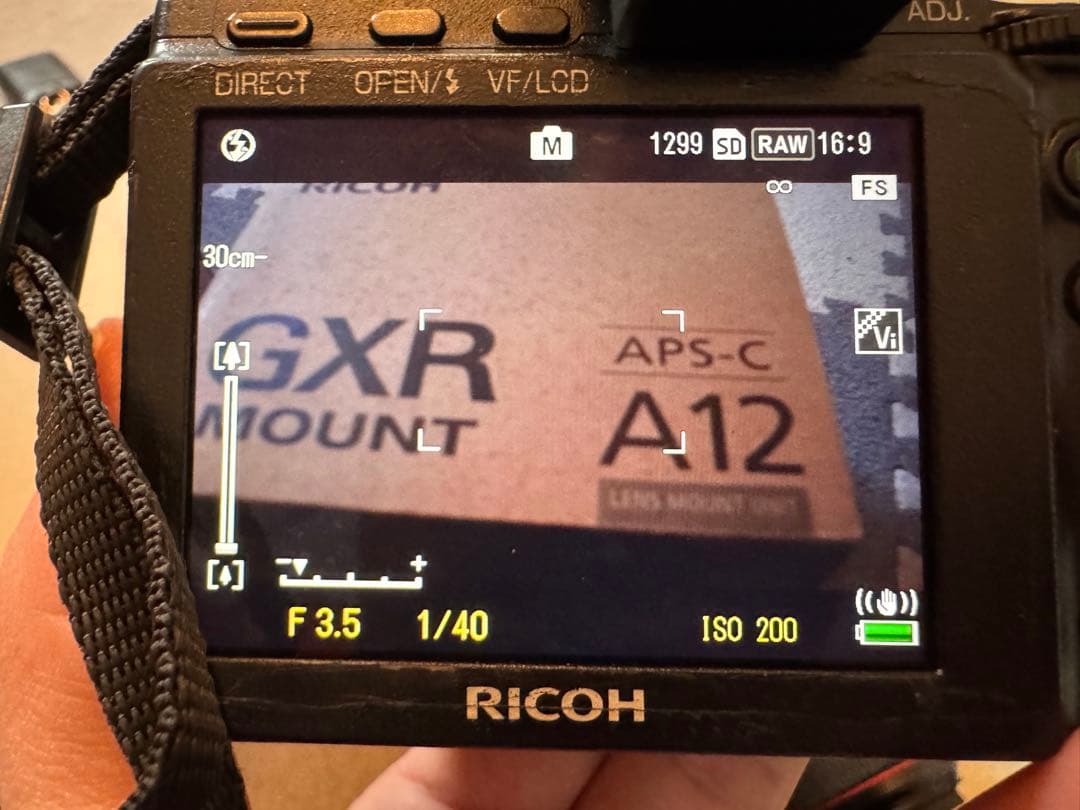 ADJ.
DIRECT OPEN/ VF/LCD
M 1299 SD RAW 16:9
∞ FS
RICOH
30cm-
Vi
GXR
MOUNT
APS-C
A12
LENS MOUNT UNIT
- +
F 3.5 1/40 ISO 200
RICOH